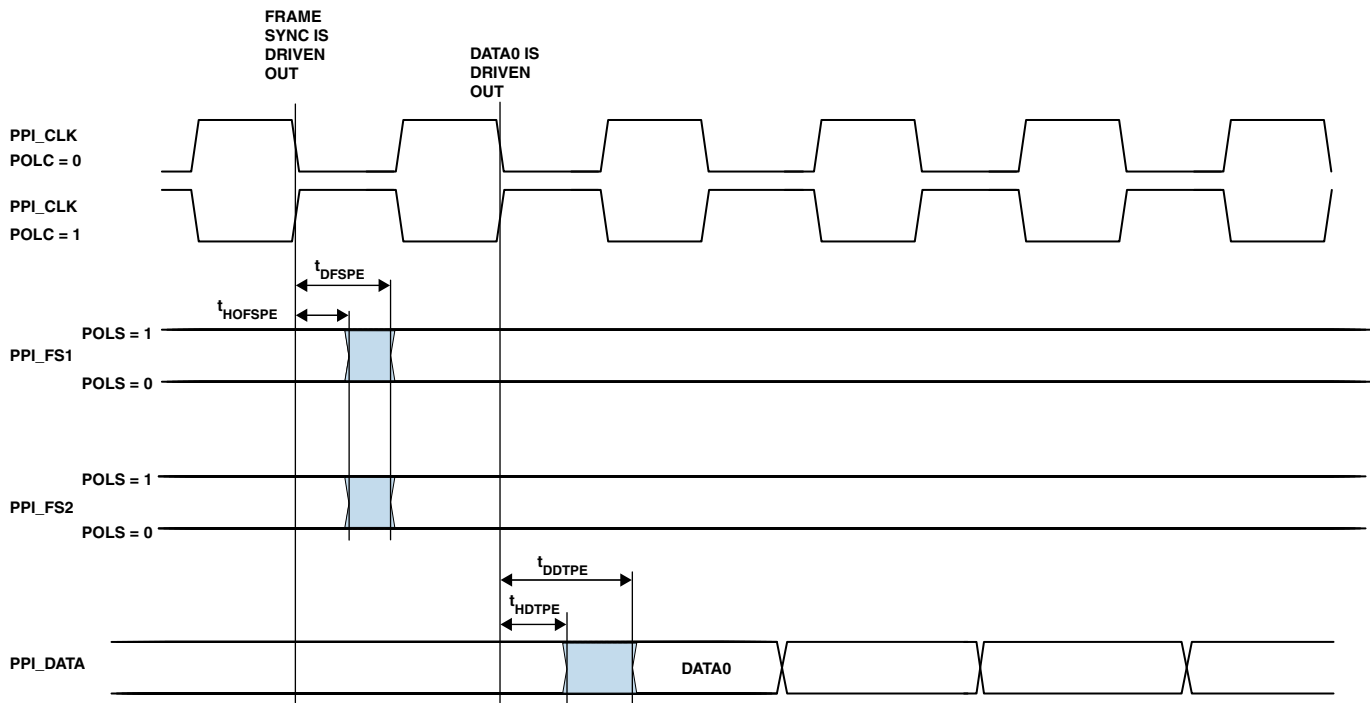 FRAME
SYNC IS
DRIVEN
OUT
DATA0 IS
DRIVEN
OUT
PPI_CLK
POLC = 0
PPI_CLK
POLC = 1
tDFSPE
tHOFSPE
POLS = 1
PPI_FS1
POLS = 0
POLS = 1
PPI_FS2
POLS = 0
tDDTPE
tHDTPE
PPI_DATA
DATA0